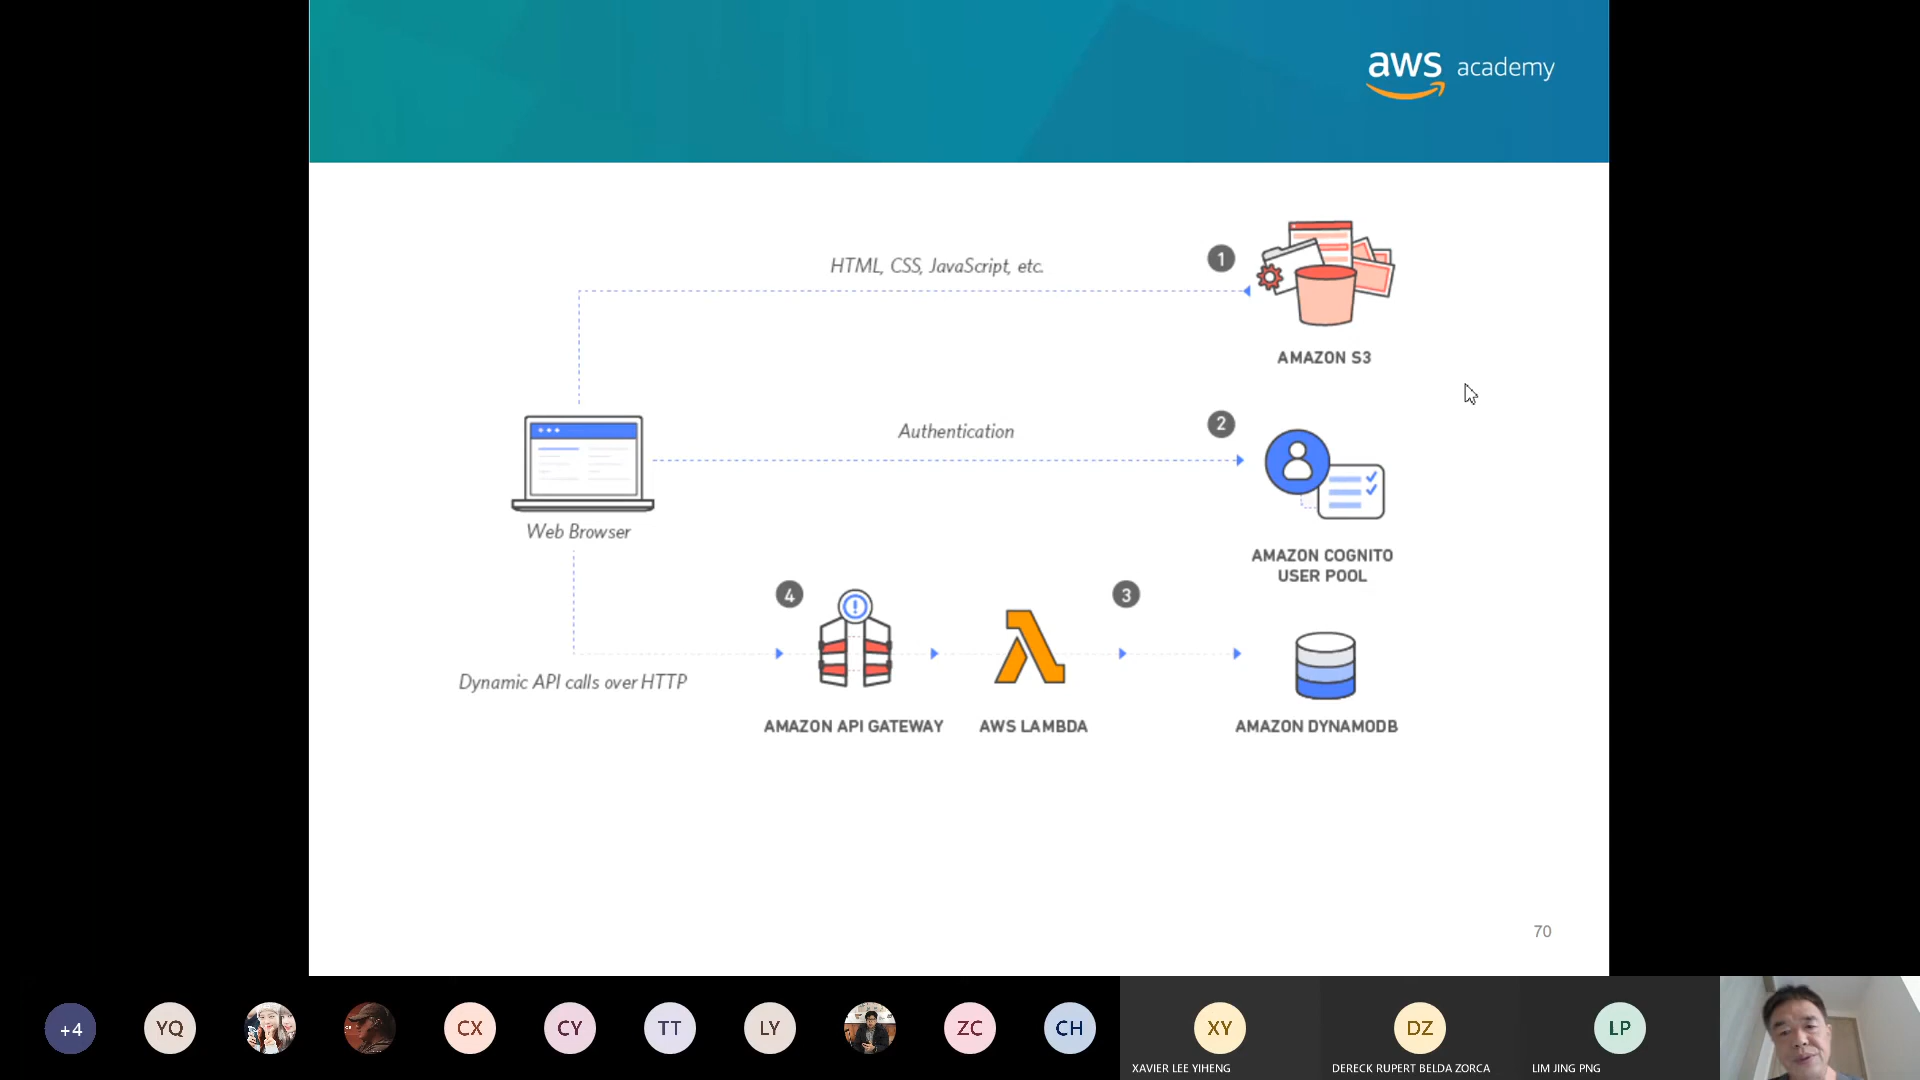 aws academy
HTML, CSS, JavaScript, etc.
1
AMAZON S3
Authentication
2
Web Browser
AMAZON COGNITO
USER POOL
4
3
Dynamic API calls over HTTP
AMAZON API GATEWAY
AWS LAMBDA
AMAZON DYNAMODB
70
+4
YQ
CX
CY
TT
LY
ZC
CH
XY
DZ
LP
XAVIER LEE YIHENG
DERECK RUPERT BELDA ZORCA
LIM JING PNG